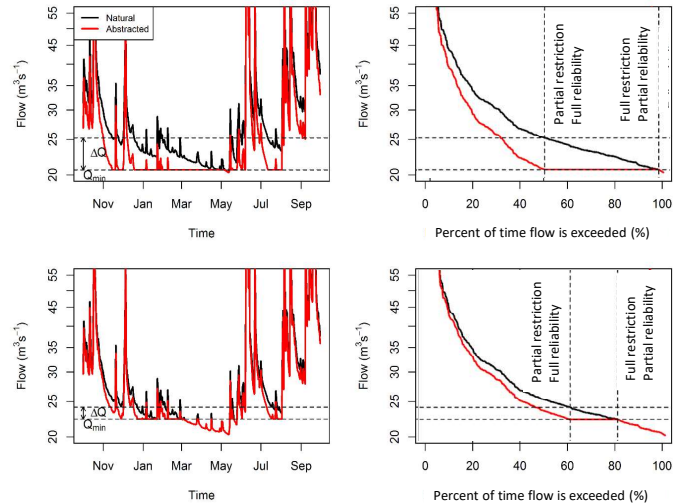 Natural
Abstracted
Flow (m³s⁻¹)
55
45
35
30
25
20
ΔQ
Qmin
Nov Jan Mar May Jul Sep
Time
Flow (m³s⁻¹)
55
45
35
30
25
20
Partial restriction
Full reliability
Full restriction
Partial reliability
0 20 40 60 80 100
Percent of time flow is exceeded (%)
Flow (m³s⁻¹)
55
45
35
30
25
20
ΔQ
Qmin
Nov Jan Mar May Jul Sep
Time
Flow (m³s⁻¹)
55
45
35
30
25
20
Partial restriction
Full reliability
Full restriction
Partial reliability
0 20 40 60 80 100
Percent of time flow is exceeded (%)